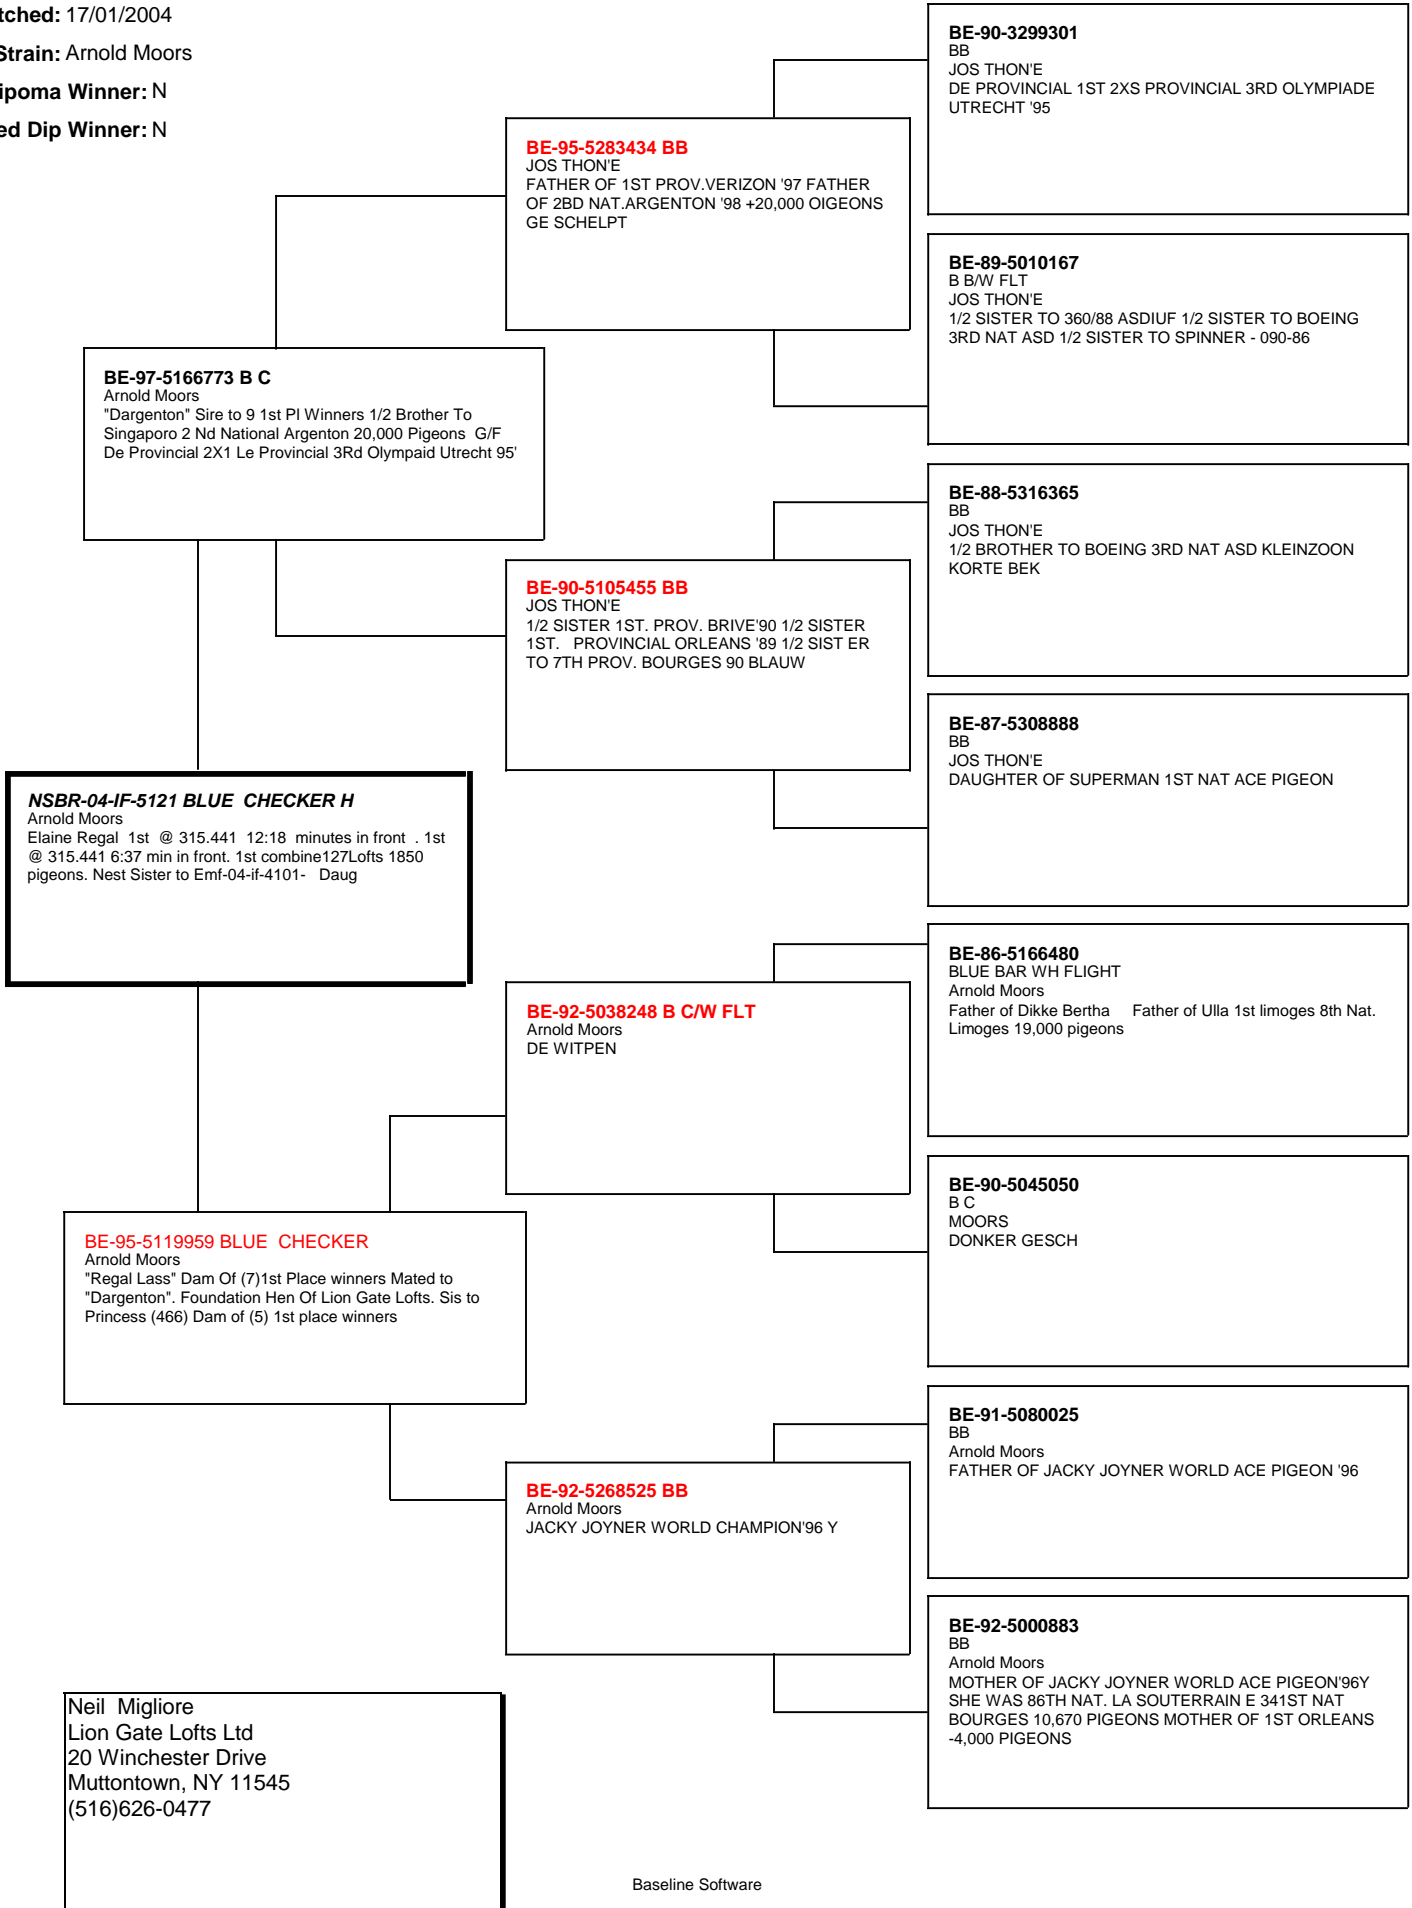 tched: 17/01/2004
Strain: Arnold Moors
ipoma Winner: N
ed Dip Winner: N
BE-97-5166773 B C
Arnold Moors
"Dargenton" Sire to 9 1st Pl Winners 1/2 Brother To
Singaporo 2 Nd National Argenton 20,000 Pigeons G/F
De Provincial 2X1 Le Provincial 3Rd Olympaid Utrecht 95'
NSBR-04-IF-5121 BLUE CHECKER H
Arnold Moors
Elaine Regal 1st @ 315.441 12:18 minutes in front . 1st
@ 315.441 6:37 min in front. 1st combine127Lofts 1850
pigeons. Nest Sister to Emf-04-if-4101- Daug
BE-95-5119959 BLUE CHECKER
Arnold Moors
"Regal Lass" Dam Of (7)1st Place winners Mated to
"Dargenton". Foundation Hen Of Lion Gate Lofts. Sis to
Princess (466) Dam of (5) 1st place winners
BE-95-5283434 BB
JOS THON'E
FATHER OF 1ST PROV.VERIZON '97 FATHER
OF 2BD NAT.ARGENTON '98 +20,000 OIGEONS
GE SCHELPT
BE-90-5105455 BB
JOS THON'E
1/2 SISTER 1ST. PROV. BRIVE'90 1/2 SISTER
1ST. PROVINCIAL ORLEANS '89 1/2 SIST ER
TO 7TH PROV. BOURGES 90 BLAUW
BE-92-5038248 B C/W FLT
Arnold Moors
DE WITPEN
BE-92-5268525 BB
Arnold Moors
JACKY JOYNER WORLD CHAMPION'96 Y
BE-90-3299301
BB
JOS THON'E
DE PROVINCIAL 1ST 2XS PROVINCIAL 3RD OLYMPIADE
UTRECHT '95
BE-89-5010167
B B/W FLT
JOS THON'E
1/2 SISTER TO 360/88 ASDIUF 1/2 SISTER TO BOEING
3RD NAT ASD 1/2 SISTER TO SPINNER - 090-86
BE-88-5316365
BB
JOS THON'E
1/2 BROTHER TO BOEING 3RD NAT ASD KLEINZOON
KORTE BEK
BE-87-5308888
BB
JOS THON'E
DAUGHTER OF SUPERMAN 1ST NAT ACE PIGEON
BE-86-5166480
BLUE BAR WH FLIGHT
Arnold Moors
Father of Dikke Bertha Father of Ulla 1st limoges 8th Nat.
Limoges 19,000 pigeons
BE-90-5045050
B C
MOORS
DONKER GESCH
BE-91-5080025
BB
Arnold Moors
FATHER OF JACKY JOYNER WORLD ACE PIGEON '96
BE-92-5000883
BB
Arnold Moors
MOTHER OF JACKY JOYNER WORLD ACE PIGEON'96Y
SHE WAS 86TH NAT. LA SOUTERRAIN E 341ST NAT
BOURGES 10,670 PIGEONS MOTHER OF 1ST ORLEANS
-4,000 PIGEONS
Neil Migliore
Lion Gate Lofts Ltd
20 Winchester Drive
Muttontown, NY 11545
(516)626-0477
Baseline Software